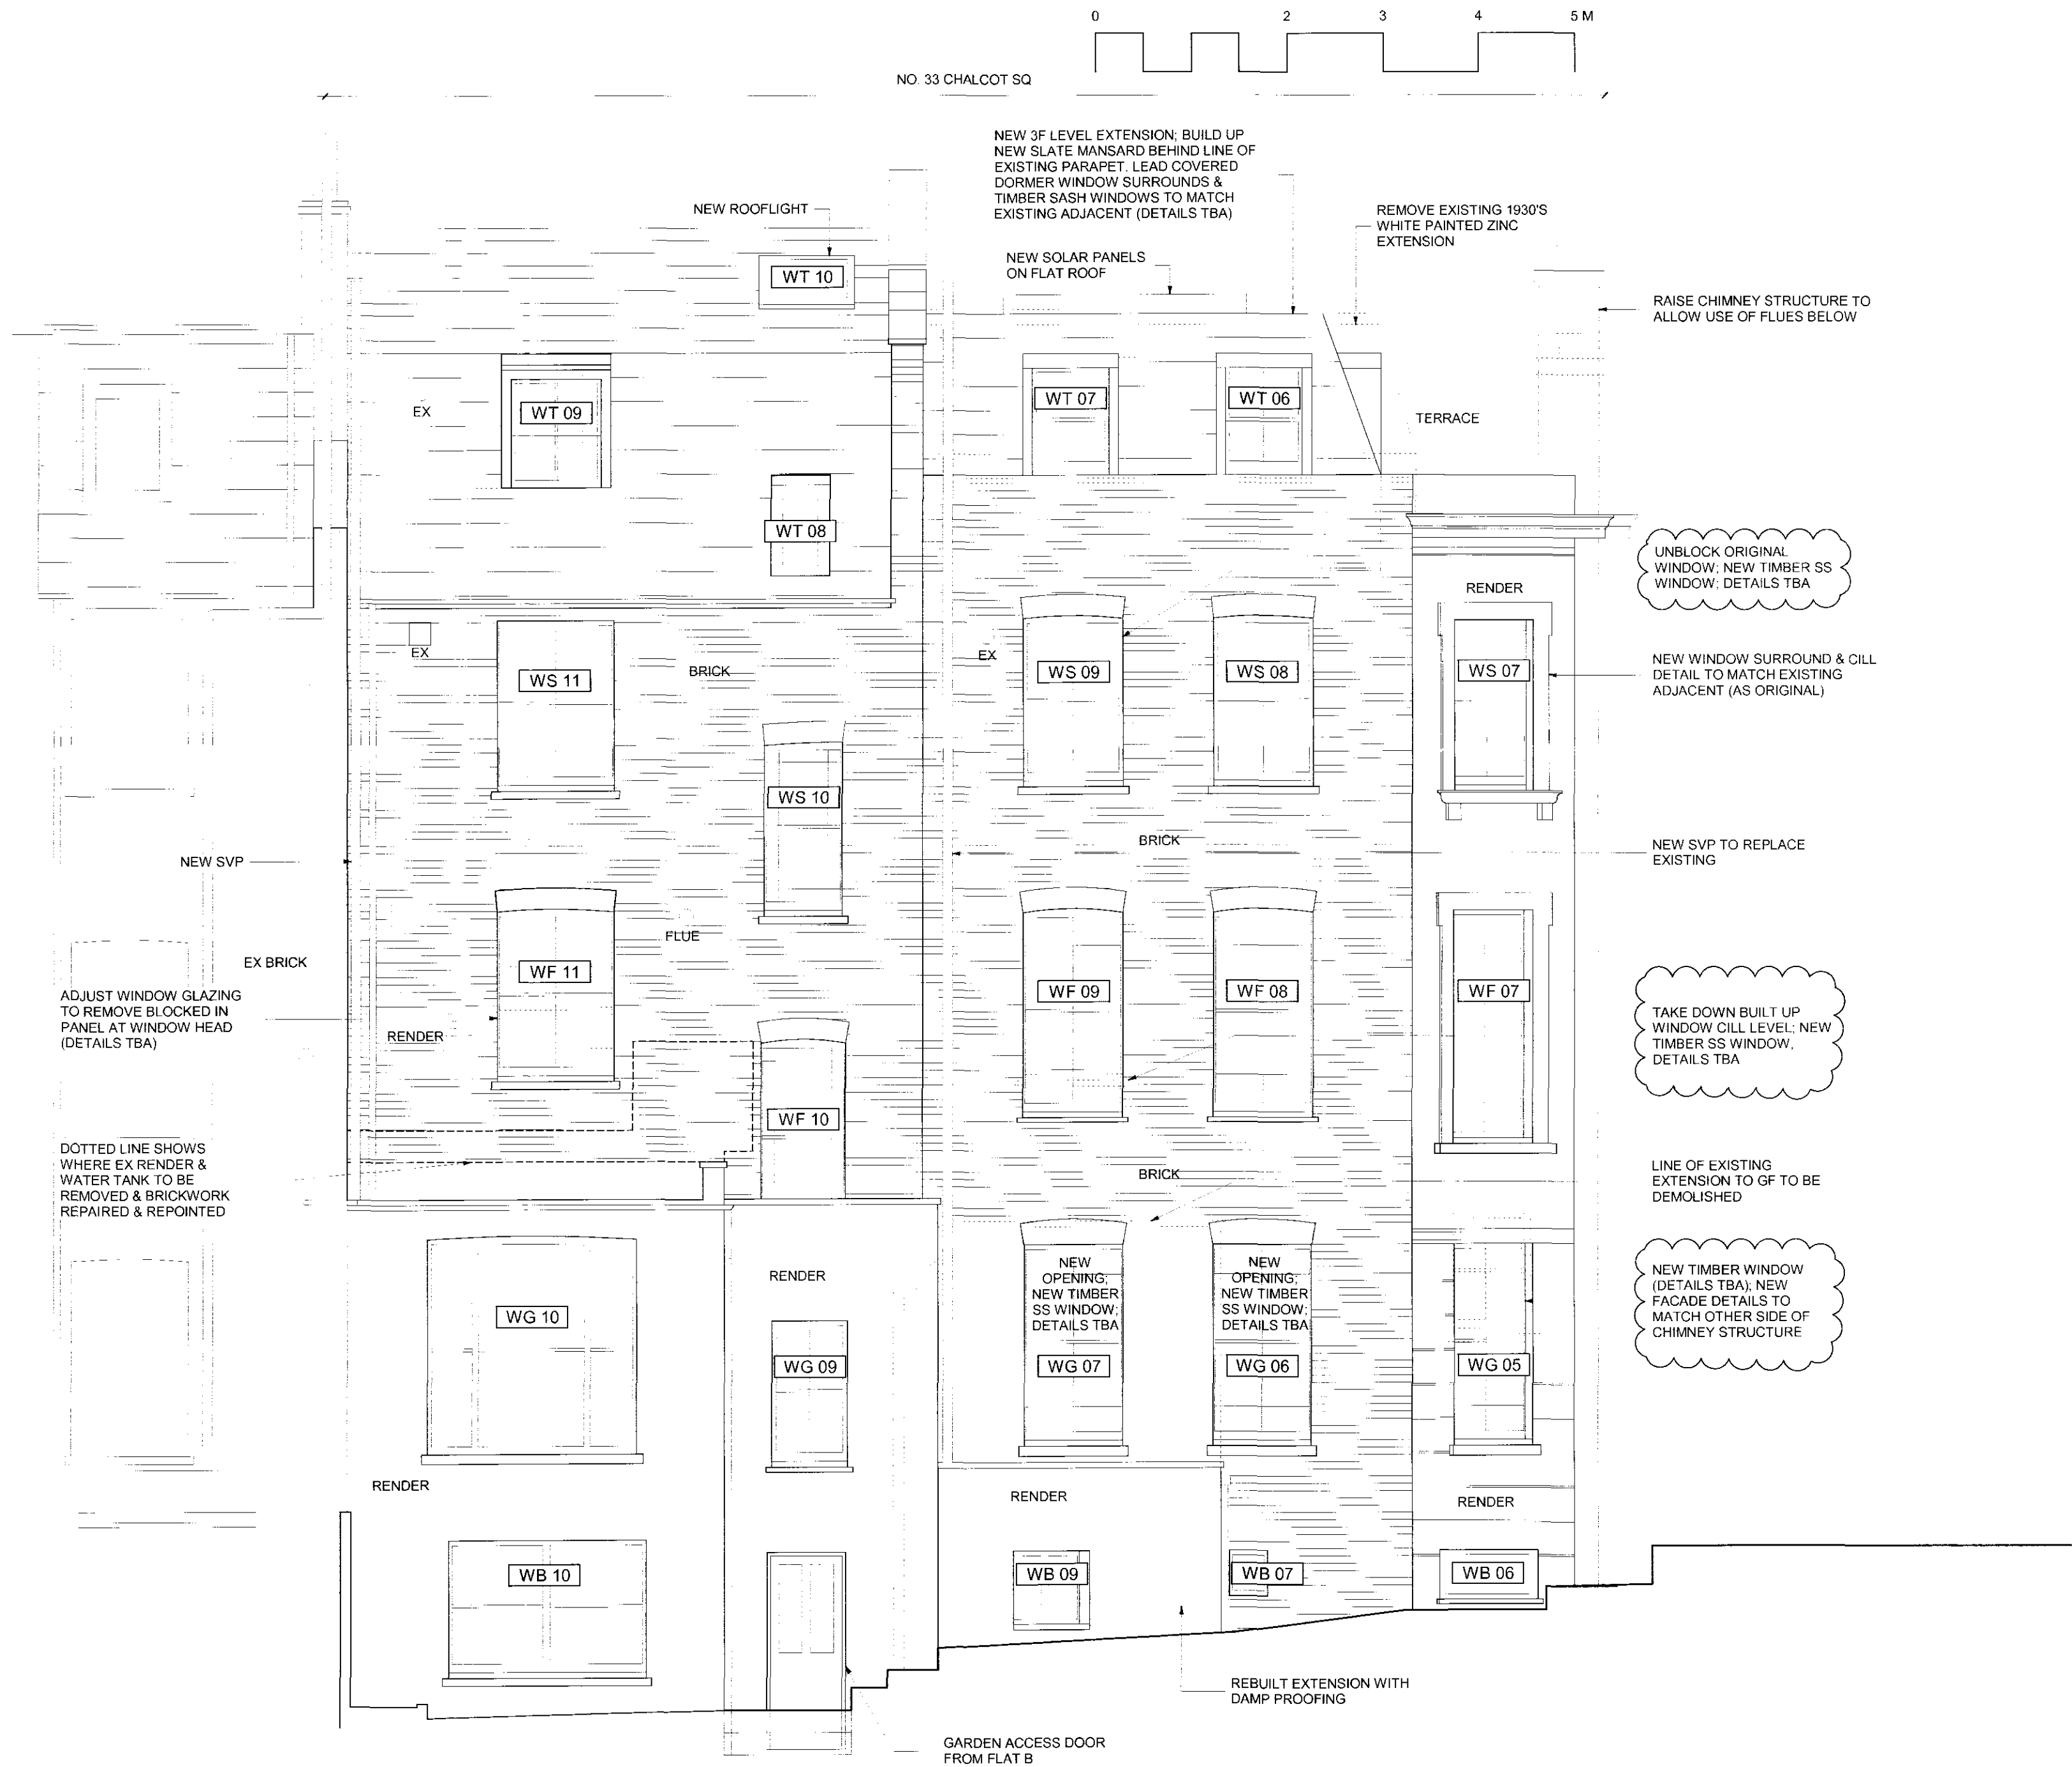 0 2 3 4 5 M
NO. 33 CHALCOT SQ
NEW 3F LEVEL EXTENSION; BUILD UP
NEW SLATE MANSARD BEHIND LINE OF
EXISTING PARAPET. LEAD COVERED
DORMER WINDOW SURROUNDS &
TIMBER SASH WINDOWS TO MATCH
EXISTING ADJACENT (DETAILS TBA)
NEW ROOFLIGHT
REMOVE EXISTING 1930'S
WHITE PAINTED ZINC
EXTENSION
NEW SOLAR PANELS
ON FLAT ROOF
WT 10
RAISE CHIMNEY STRUCTURE TO
ALLOW USE OF FLUES BELOW
EX
WT 09
WT 07
WT 06
TERRACE
WT 08
UNBLOCK ORIGINAL
WINDOW; NEW TIMBER SS
WINDOW; DETAILS TBA
RENDER
EX
WS 11
BRICK
EX
WS 09
WS 08
WS 07
NEW WINDOW SURROUND & CILL
DETAIL TO MATCH EXISTING
ADJACENT (AS ORIGINAL)
WS 10
NEW SVP
BRICK
NEW SVP TO REPLACE
EXISTING
FLUE
EX BRICK
WF 11
WF 09
WF 08
WF 07
ADJUST WINDOW GLAZING
TO REMOVE BLOCKED IN
PANEL AT WINDOW HEAD
(DETAILS TBA)
RENDER
TAKE DOWN BUILT UP
WINDOW CILL LEVEL; NEW
TIMBER SS WINDOW,
DETAILS TBA
WF 10
DOTTED LINE SHOWS
WHERE EX RENDER &
WATER TANK TO BE
REMOVED & BRICKWORK
REPAIRED & REPOINTED
BRICK
LINE OF EXISTING
EXTENSION TO GF TO BE
DEMOLISHED
RENDER
NEW
OPENING;
NEW TIMBER
SS WINDOW;
DETAILS TBA
NEW
OPENING;
NEW TIMBER
SS WINDOW;
DETAILS TBA
NEW TIMBER WINDOW
(DETAILS TBA); NEW
FACADE DETAILS TO
MATCH OTHER SIDE OF
CHIMNEY STRUCTURE
WG 10
WG 09
WG 07
WG 06
WG 05
RENDER
RENDER
RENDER
WB 10
WB 09
WB 07
WB 06
REBUILT EXTENSION WITH
DAMP PROOFING
GARDEN ACCESS DOOR
FROM FLAT B